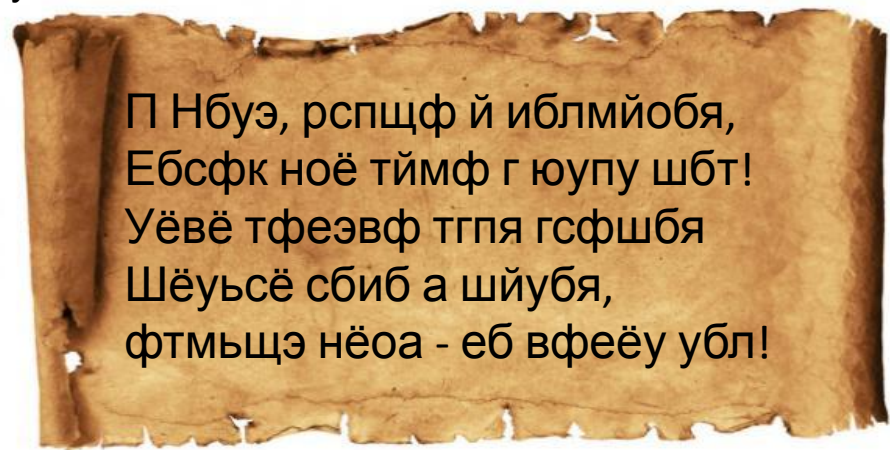 П Нбуэ, рспщф й иблмйобя,
Ебсфк ноё тймф г юупу шбт!
Уёвё тфеэвф тгпя гсфшбя
Шёуьсё сбиб а шйубя,
фтмьщэ нёоа - еб вфеёу убл!